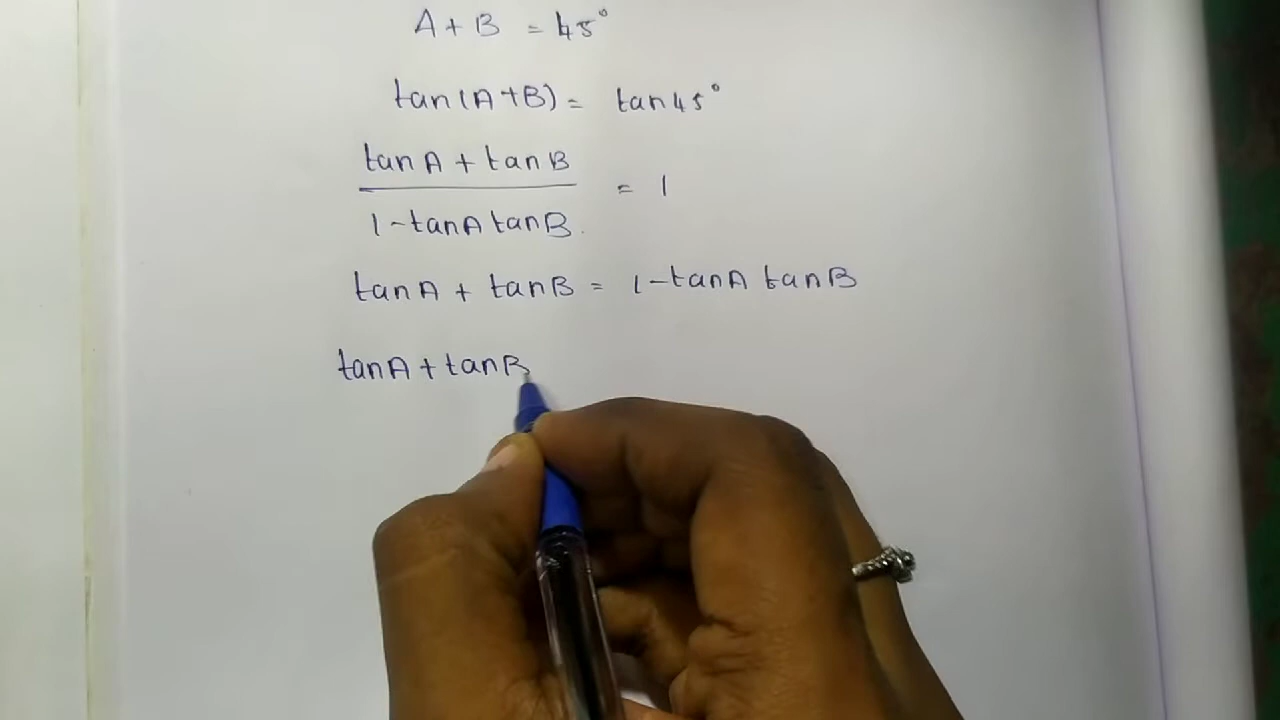 A + B = 45°
tan(A+B) = tan45°
tanA + tanB
1-tanA tanB
= 1
tanA + tanB = 1-tanA tanB
tanA + tanB